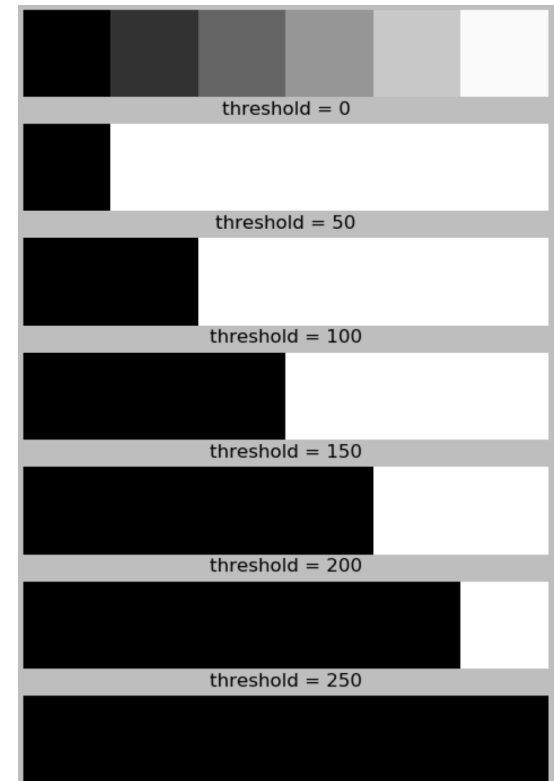 threshold = 0
threshold = 50
threshold = 100
threshold = 150
threshold = 200
threshold = 250